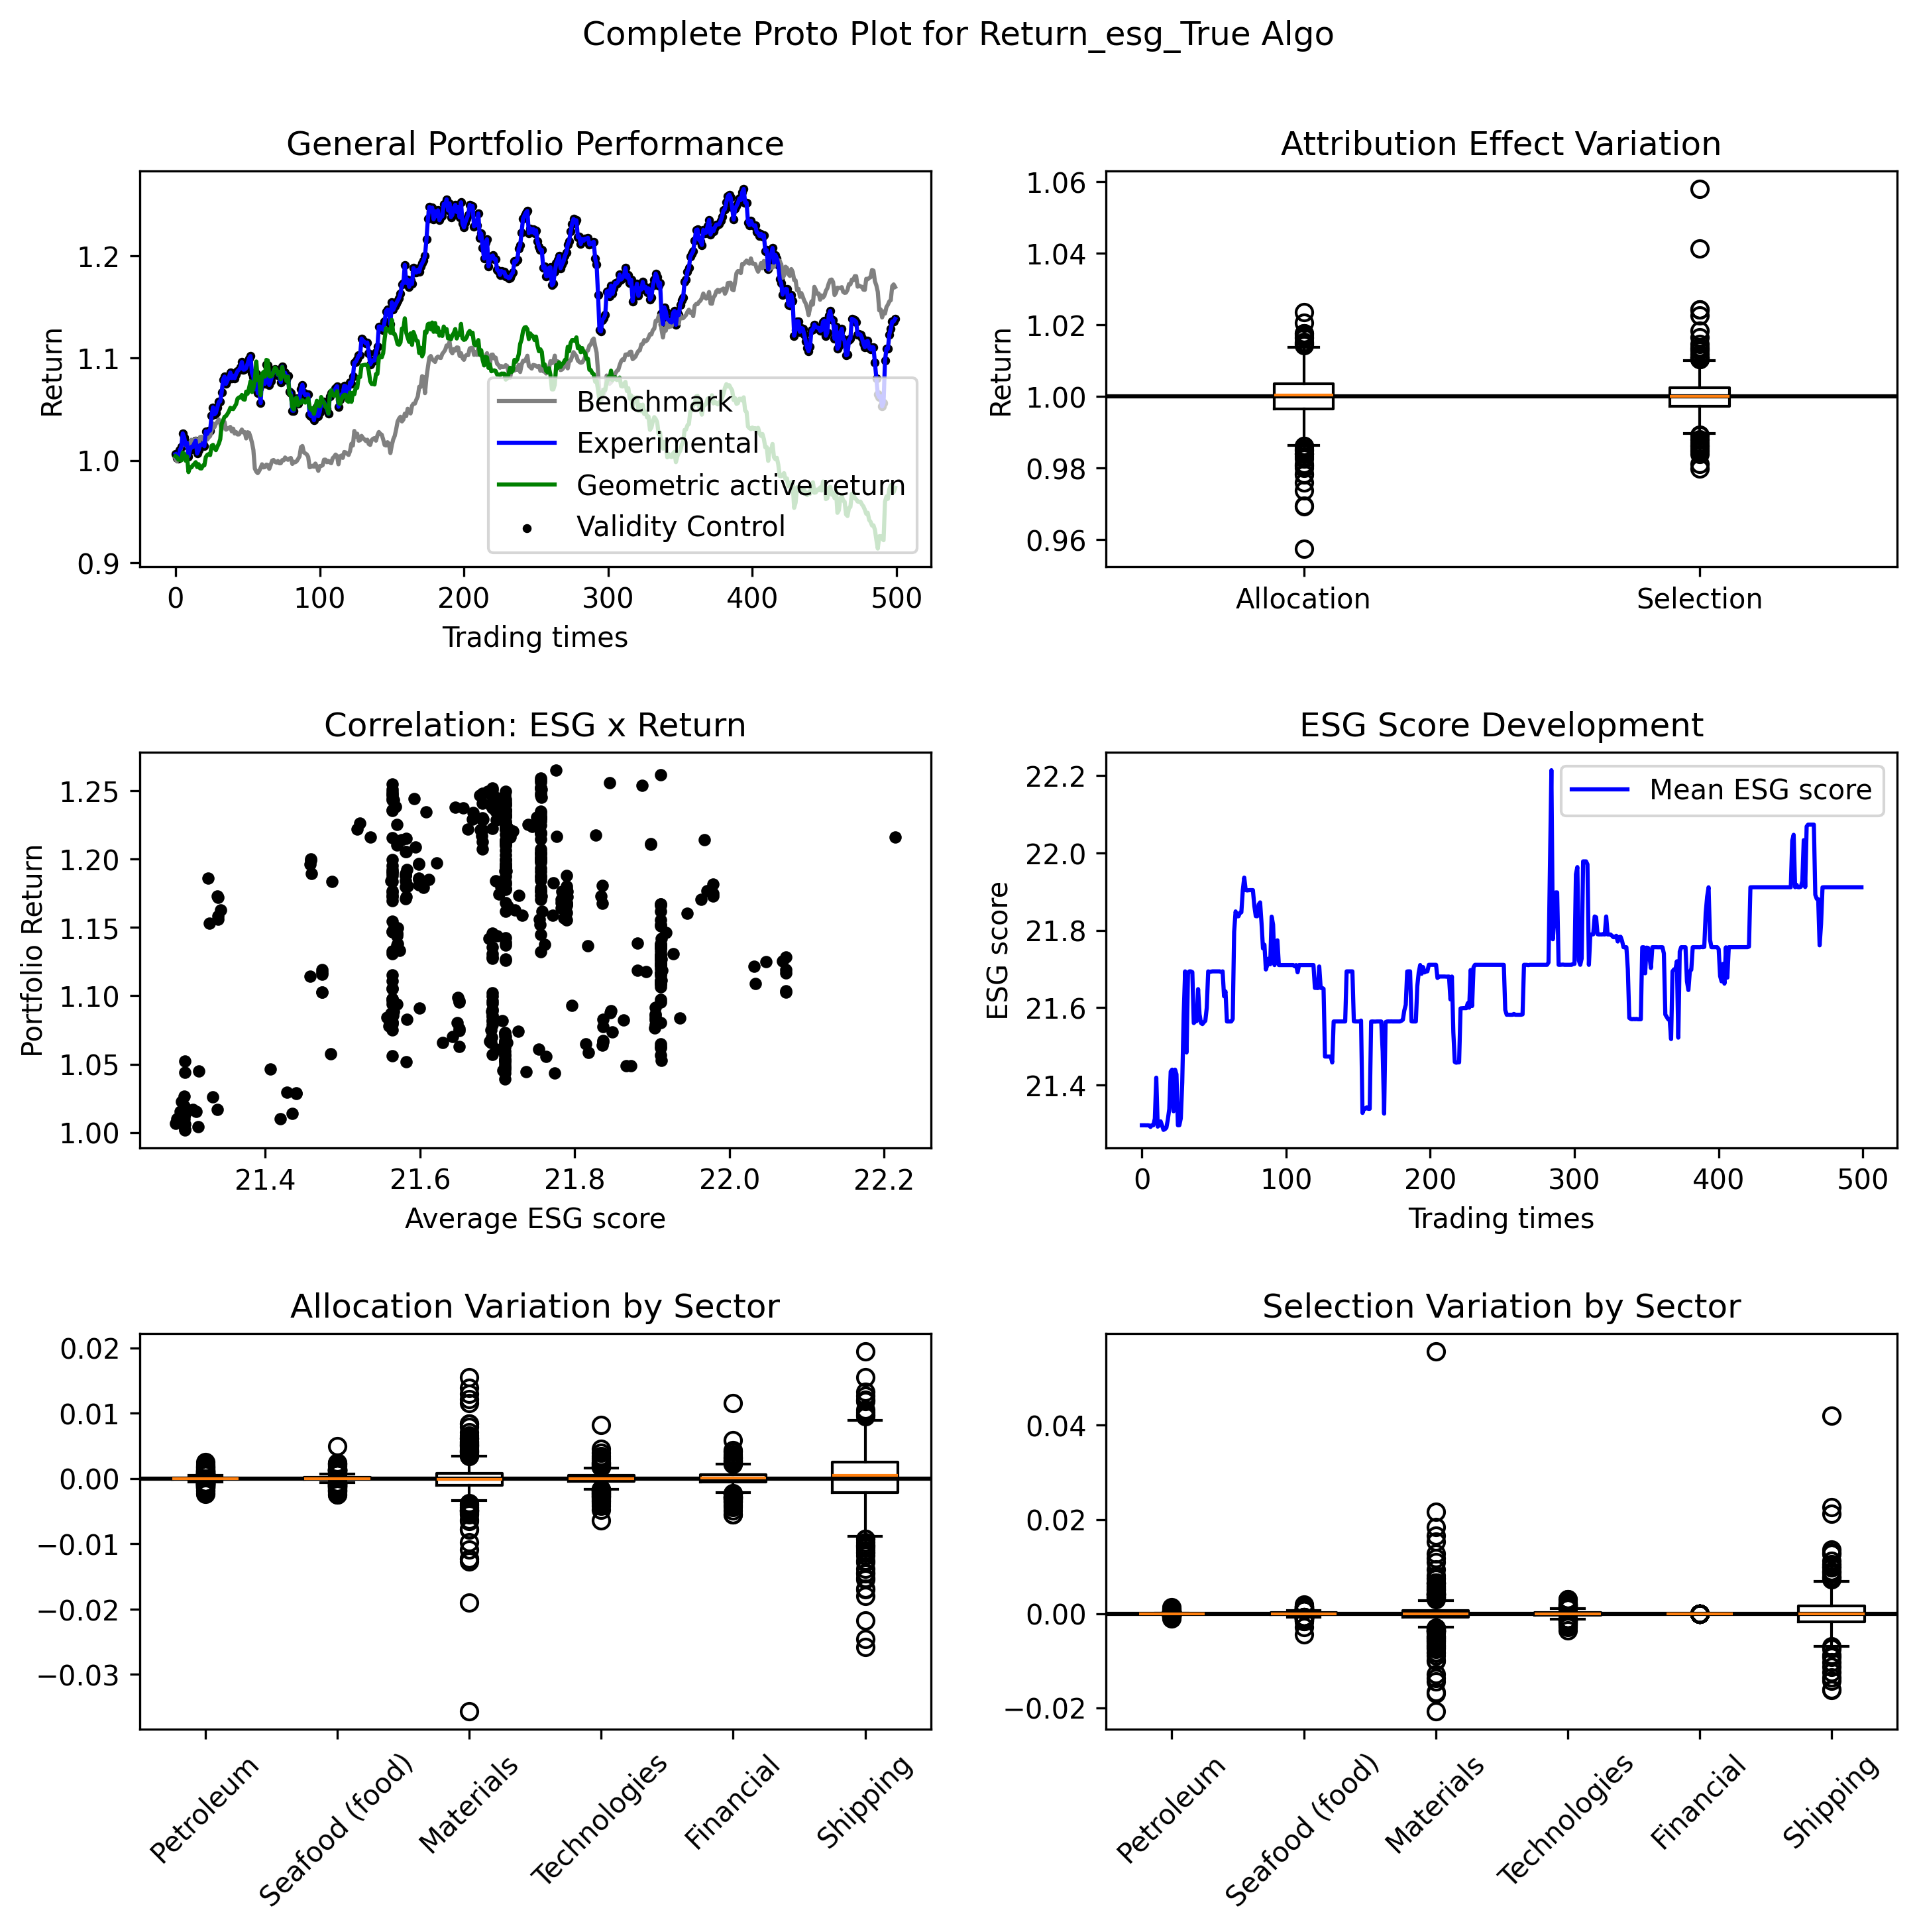 Complete Proto Plot for Return_esg_True Algo
General Portfolio Performance
Return
1.2
1.1
1.0
0.9
Benchmark
Experimental
Geometric active return
Validity Control
0 100 200 300 400 500
Trading times
Attribution Effect Variation
Return
1.06
1.04
1.02
1.00
0.98
0.96
Allocation Selection
Correlation: ESG x Return
Portfolio Return
1.25
1.20
1.15
1.10
1.05
1.00
21.4 21.6 21.8 22.0 22.2
Average ESG score
ESG Score Development
ESG score
22.2
22.0
21.8
21.6
21.4
Mean ESG score
0 100 200 300 400 500
Trading times
Allocation Variation by Sector
0.02
0.01
0.00
−0.01
−0.02
−0.03
Petroleum
Seafood (food)
Materials
Technologies
Financial
Shipping
Selection Variation by Sector
0.04
0.02
0.00
−0.02
Petroleum
Seafood (food)
Materials
Technologies
Financial
Shipping